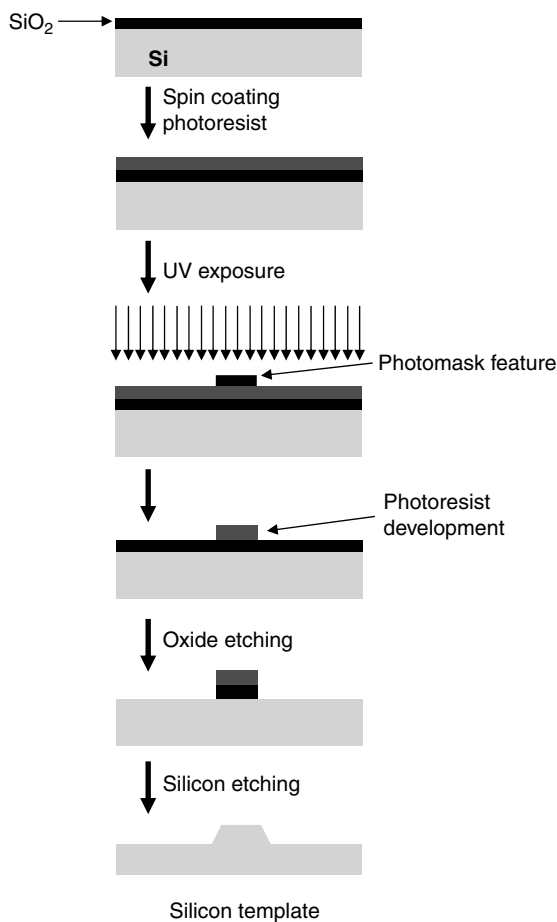 SiO₂
Si
Spin coating
photoresist
UV exposure
Photomask feature
Photoresist
development
Oxide etching
Silicon etching
Silicon template